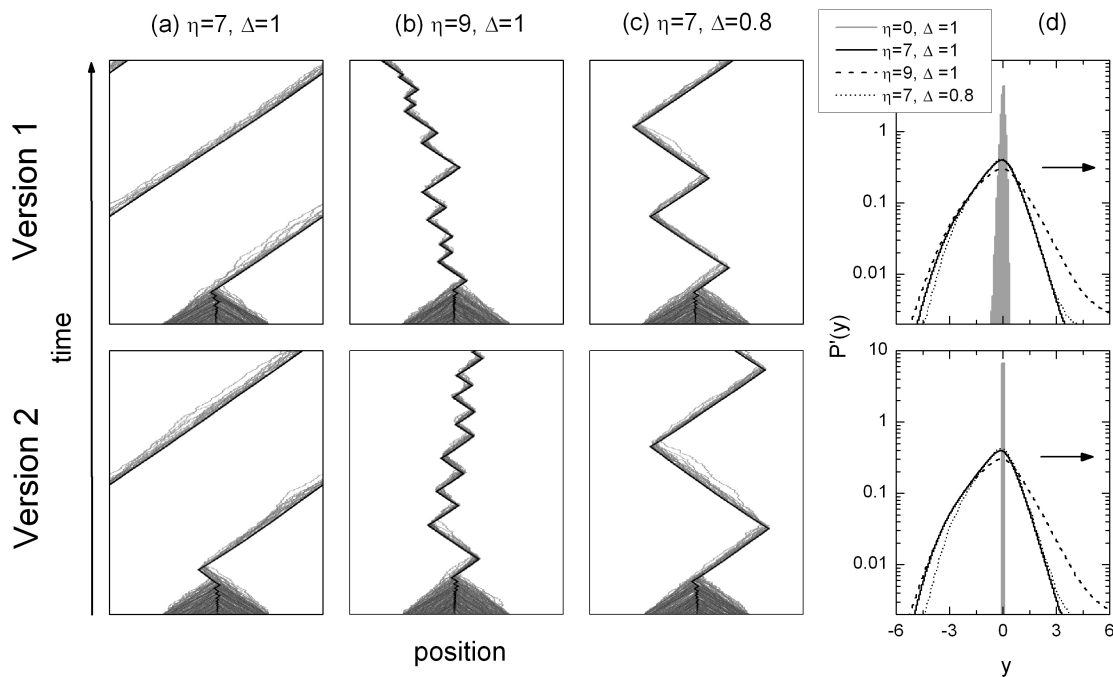 (a) η=7, Δ=1
(b) η=9, Δ=1
(c) η=7, Δ=0.8
(d)
η=0, Δ=1
η=7, Δ=1
η=9, Δ=1
η=7, Δ=0.8
Version 1
Version 2
time
position
P'(y)
1
0.1
0.01
10
1
0.1
0.01
-6
-3
0
3
6
y